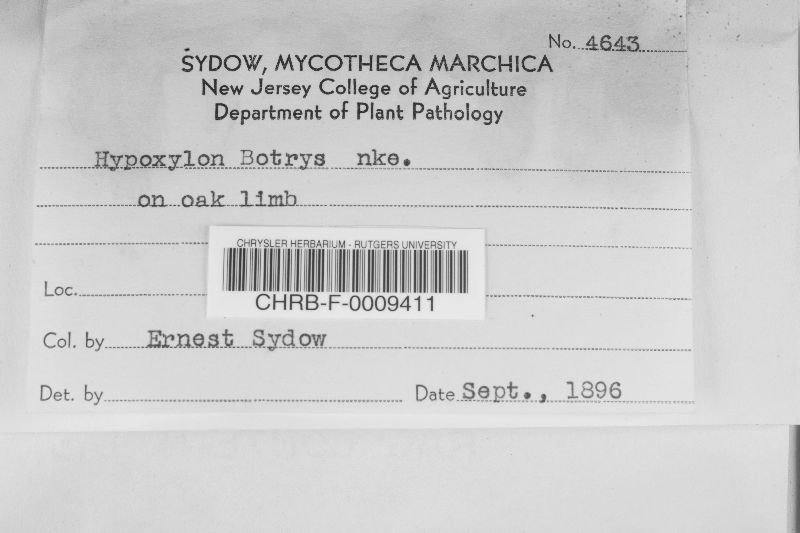 No. 4643
SYDOW, MYCOTHECA MARCHICA
New Jersey College of Agriculture
Department of Plant Pathology
Hypoxylon Botrys nke.
on oak limb
CHRYSLER HERBARIUM - RUTGERS UNIVERSITY
CHRB-F-0009411
Loc.
Col. by Ernest Sydow
Det. by
Date Sept., 1896